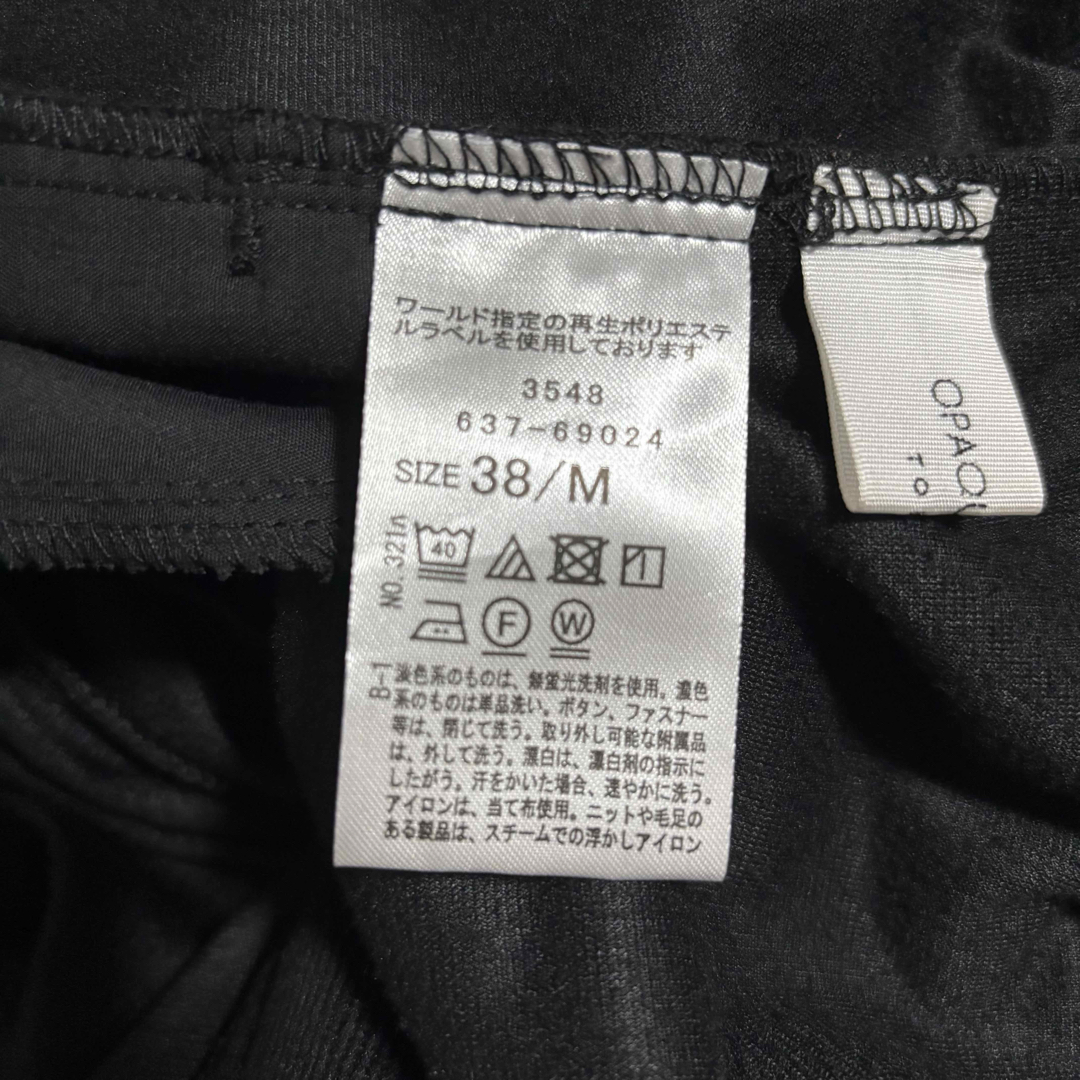 ワールド指定の再生ポリエステ
ルラベルを使用しております
3548
637-69024
SIZE 38/M
40
F
W
NO.321n
B-1
淡色系のものは、無蛍光洗剤を使用。濃色
系のものは単品洗い。ボタン、ファスナー
等は、閉じて洗う。取り外し可能な附属品
は、外して洗う。漂白は、漂白剤の指示に
したがう。汗をかいた場合、速やかに洗う。
アイロンは、当て布使用。ニットや毛足の
ある製品は、スチームでの浮かしアイロン
OPAQU
TO